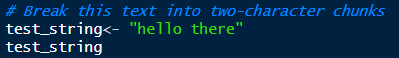 # Break this text into two-character chunks
test_string<- "hello there"
test_string